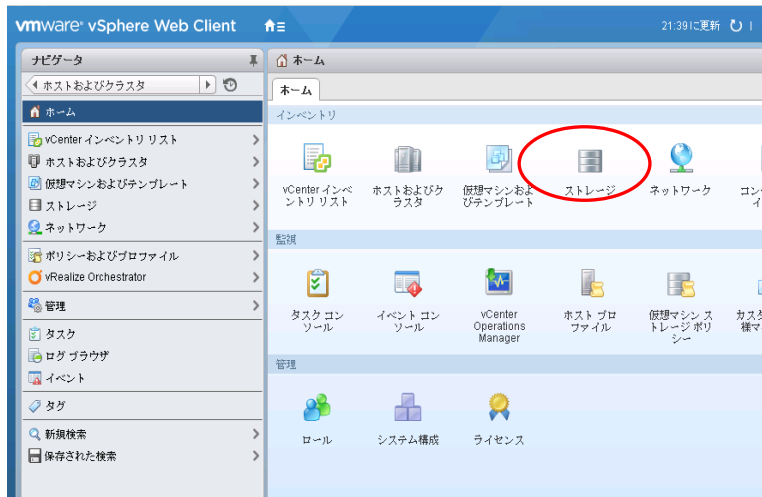 vmware® vSphere Web Client
21:39に更新
ナビゲータ
ホストおよびクラスタ
ホーム
vCenter インベントリ リスト
ホストおよびクラスタ
仮想マシンおよびテンプレート
ストレージ
ネットワーク
ポリシーおよびプロファイル
vRealize Orchestrator
管理
タスク
ログ ブラウザ
イベント
タグ
新規検索
保存された検索
ホーム
ホーム
インベントリ
vCenter インベ
ントリ リスト
ホストおよびク
ラスタ
仮想マシンおよ
びテンプレート
ストレージ
ネットワーク
コン
イ
監視
タスク コン
ソール
イベント コン
ソール
vCenter
Operations
Manager
ホスト プロ
ファイル
仮想マシン ス
トレージ ポリ
シー
カスタ
様マ
管理
ロール
システム構成
ライセンス